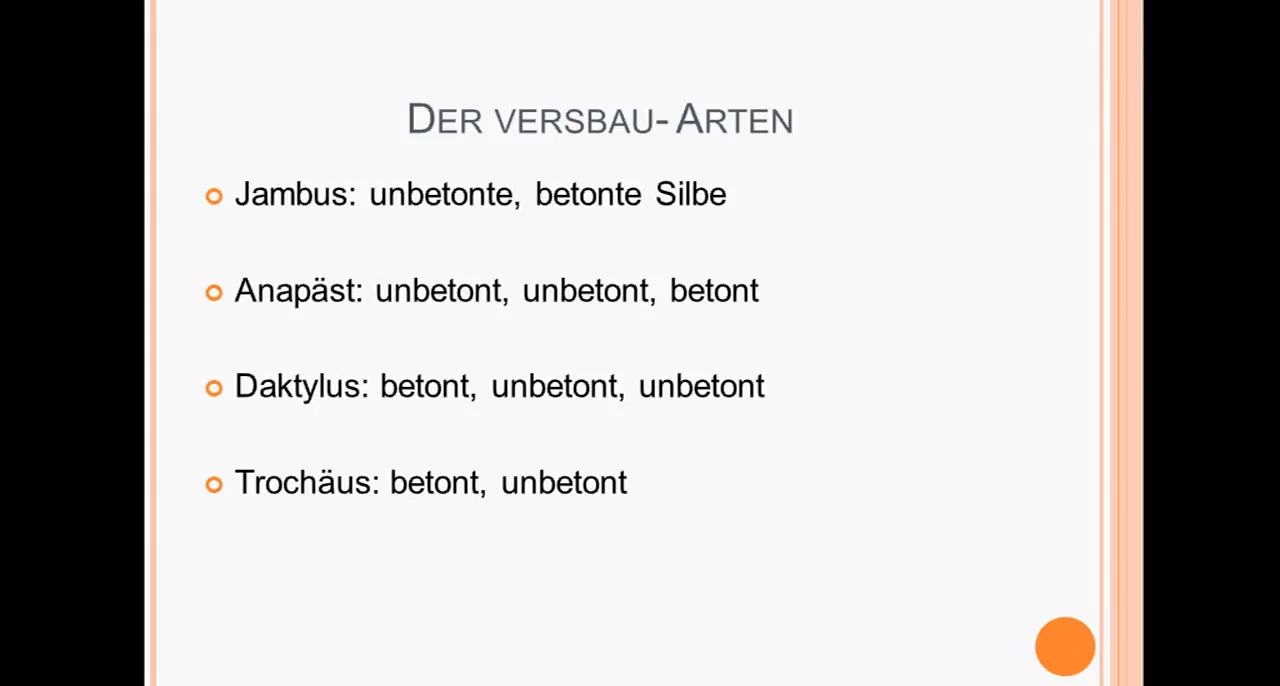 Der versbau- Arten
Jambus: unbetonte, betonte Silbe
Anapäst: unbetont, unbetont, betont
Daktylus: betont, unbetont, unbetont
Trochäus: betont, unbetont